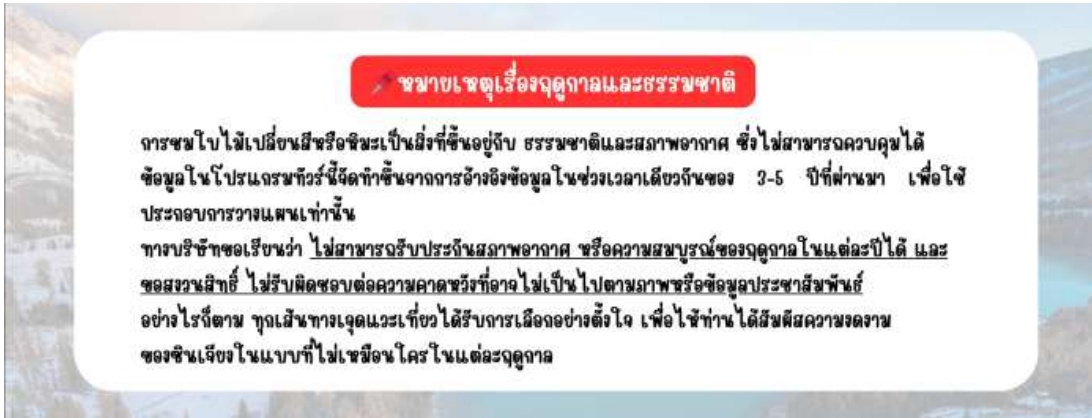 📌หมายเหตุเรื่องฤดูกาลและธรรมชาติ
การชมใบไม้เปลี่ยนสีหรือหิมะเป็นสิ่งที่ขึ้นอยู่กับ ธรรมชาติและสภาพอากาศ ซึ่งไม่สามารถควบคุมได้
ข้อมูลในโปรแกรมทัวร์นี้จัดทำขึ้นจากการอ้างอิงข้อมูลในช่วงเวลาเดียวกันของ 3-5 ปีที่ผ่านมา เพื่อใช้
ประกอบการวางแผนเท่านั้น
ทางบริษัทขอเรียนว่า ไม่สามารถรับประกันสภาพอากาศ หรือความสมบูรณ์ของฤดูกาลในแต่ละปีได้ และ
ขอสงวนสิทธิ์ ไม่รับผิดชอบต่อความคาดหวังที่อาจไม่เป็นไปตามภาพหรือข้อมูลประชาสัมพันธ์
อย่างไรก็ตาม ทุกเส้นทางจุดแวะเที่ยวได้รับการเลือกอย่างตั้งใจ เพื่อให้ท่านได้สัมผัสความงดงาม
ของซินเจียงในแบบที่ไม่เหมือนใครในแต่ละฤดูกาล